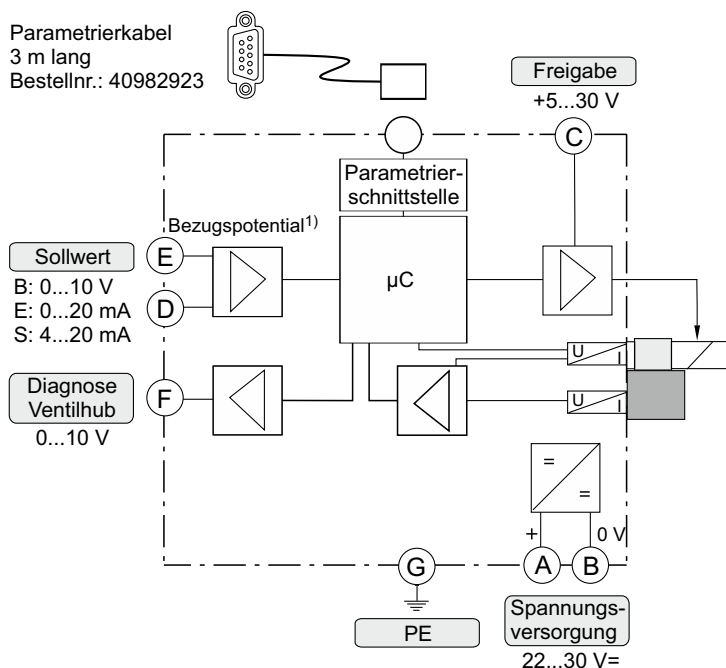 Parametrierkabel
3 m lang
Bestellnr.: 40982923
Freigabe
+5...30 V
C
Parametrier-
schnittstelle
Bezugspotential1)
E
Sollwert
B: 0...10 V
E: 0...20 mA
S: 4...20 mA
D
µC
U
I
Diagnose
Ventilhub
0...10 V
F
U
I
=
=
+
0 V
G
A
B
PE
Spannungs-
versorgung
22...30 V=